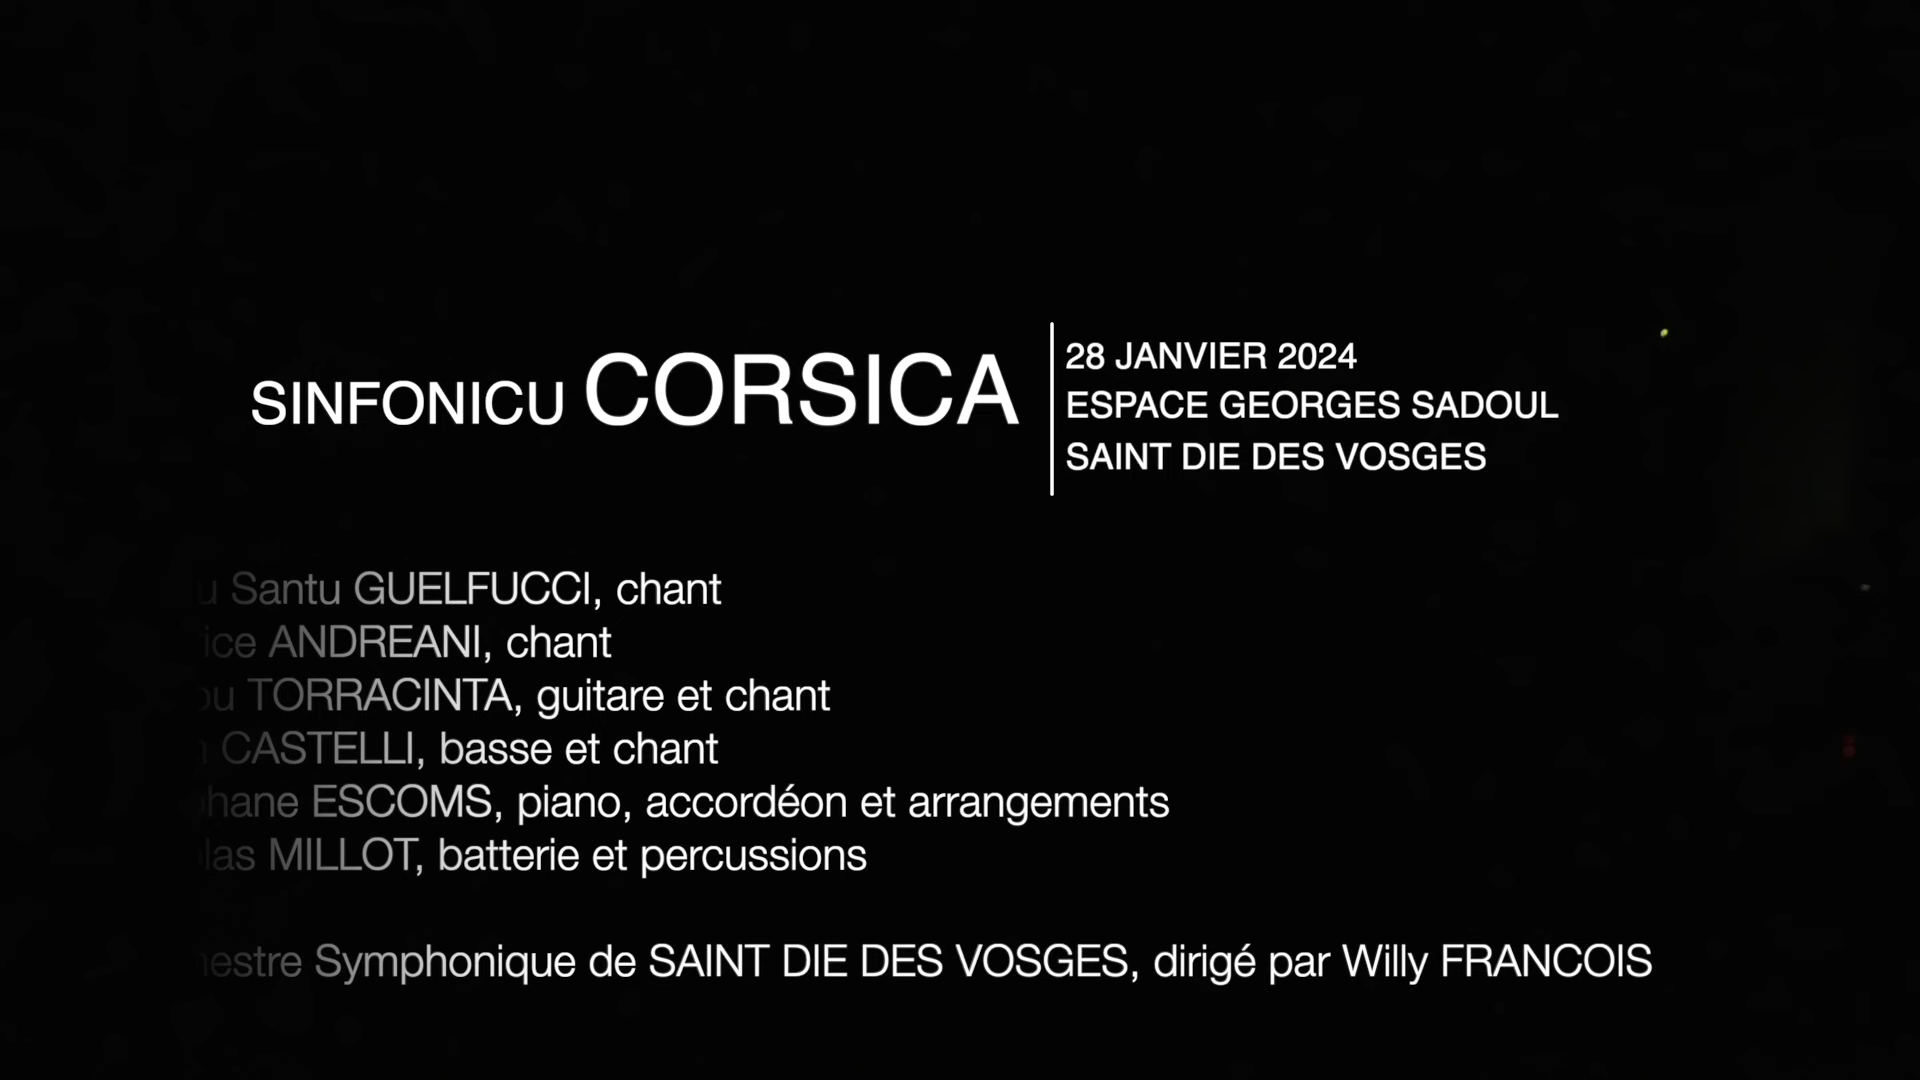 SINFONICU CORSICA
28 JANVIER 2024
ESPACE GEORGES SADOUL
SAINT DIE DES VOSGES
Santu GUELFUCCI, chant
ANDREANI, chant
TORRACINTA, guitare et chant
CASTELLI, basse et chant
ESCOMS, piano, accordéon et arrangements
MILLOT, batterie et percussions
Symphonique de SAINT DIE DES VOSGES, dirigé par Willy FRANCOIS